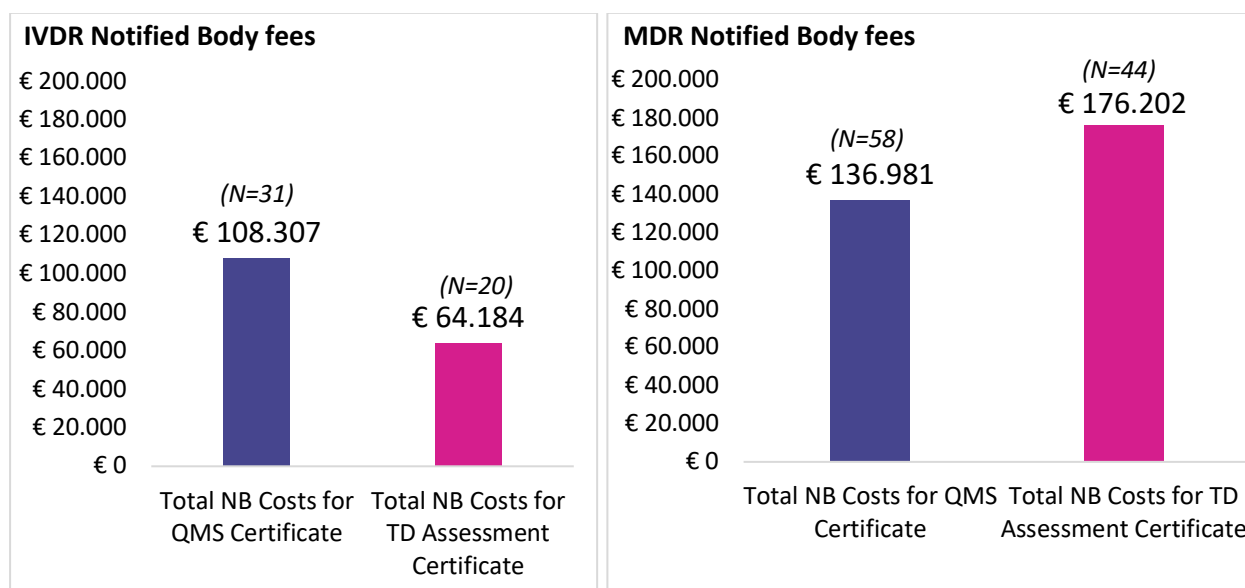 IVDR Notified Body fees
€ 200.000
€ 180.000
€ 160.000
€ 140.000
€ 120.000
€ 100.000
€ 80.000
€ 60.000
€ 40.000
€ 20.000
€ 0
(N=31)
€ 108.307
(N=20)
€ 64.184
Total NB Costs for
QMS Certificate
Total NB Costs for
TD Assessment
Certificate
MDR Notified Body fees
€ 200.000
€ 180.000
€ 160.000
€ 140.000
€ 120.000
€ 100.000
€ 80.000
€ 60.000
€ 40.000
€ 20.000
€ 0
(N=58)
€ 136.981
(N=44)
€ 176.202
Total NB Costs for QMS
Certificate
Total NB Costs for TD
Assessment Certificate